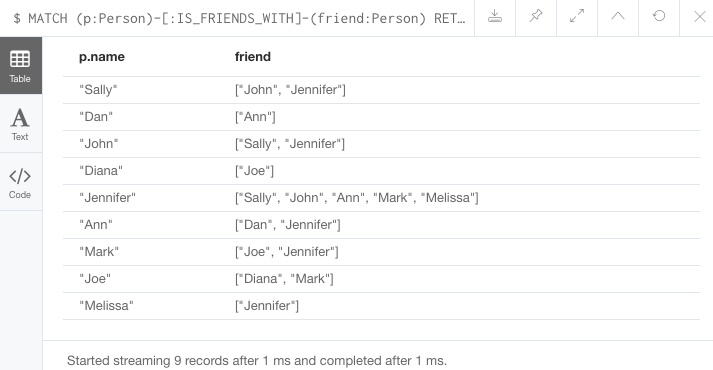 $ MATCH (p:Person)-[:IS_FRIENDS_WITH]-(friend:Person) RET…
p.name friend
Table
"Sally" ["John", "Jennifer"]
"Dan" ["Ann"]
Text
"John" ["Sally", "Jennifer"]
"Diana" ["Joe"]
Code
"Jennifer" ["Sally", "John", "Ann", "Mark", "Melissa"]
"Ann" ["Dan", "Jennifer"]
"Mark" ["Joe", "Jennifer"]
"Joe" ["Diana", "Mark"]
"Melissa" ["Jennifer"]
Started streaming 9 records after 1 ms and completed after 1 ms.